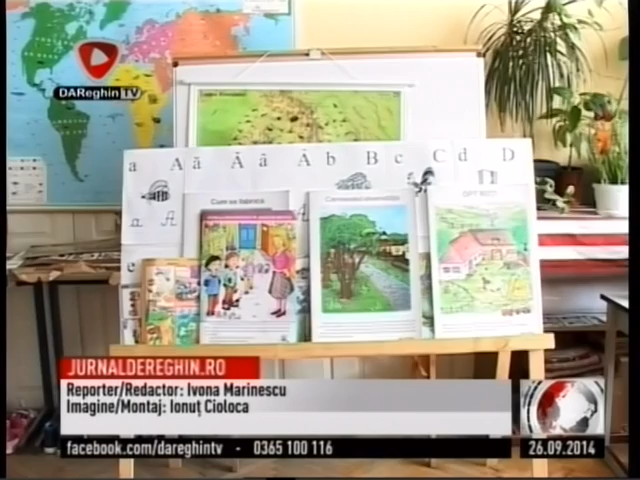 DAReghin TV
a A ă Ă ã Ã b B c C d D
a A
Cum se fabrică
JURNALDEREGHIN.RO
Reporter/Redactor: Ivona Marinescu
Imagine/Montaj: Ionuț Cioloca
facebook.com/dareghintv - 0365 100 116
26.09.2014